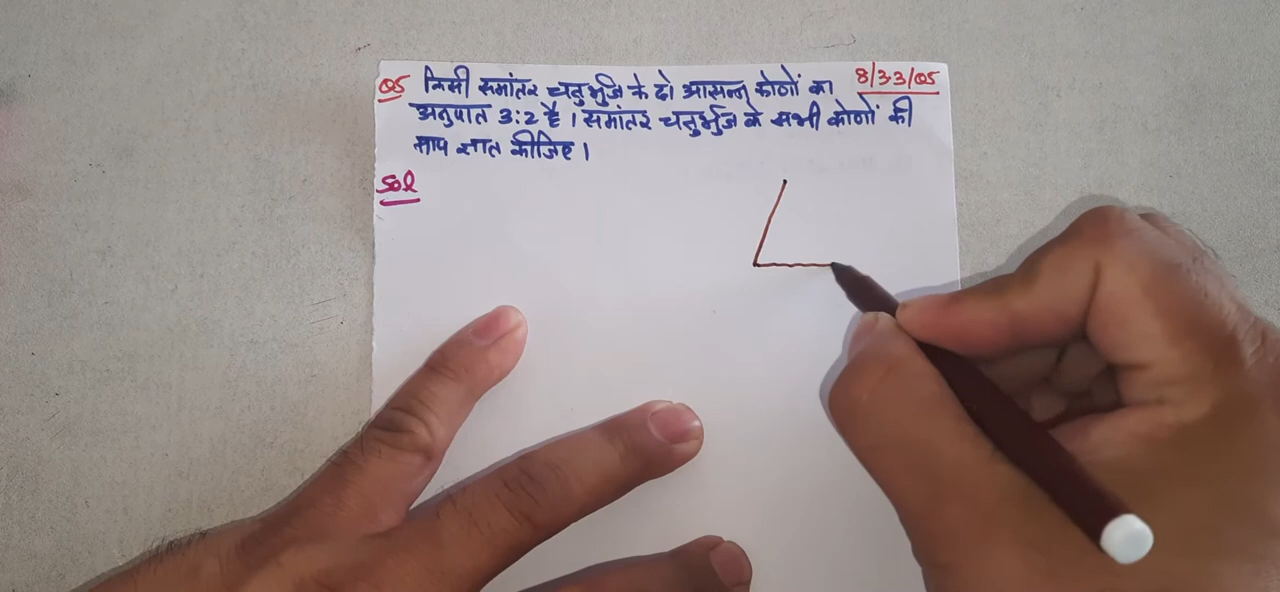 Q5 किसी समांतर चतुर्भुज के दो आसन्न कोणों का 8/3.3/Q5
अनुपात 3:2 है। समांतर चतुर्भुज के सभी कोणों की
माप ज्ञात कीजिए।
Sol